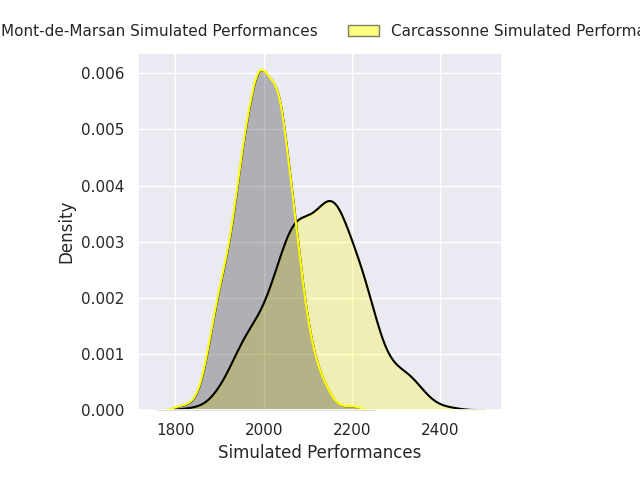 Mont-de-Marsan Simulated Performances Carcassonne Simulated
0.006
0.005
0.004
0.003
0.002
0.001
0.000
Density
1800 2000 2200 2400
Simulated Performances